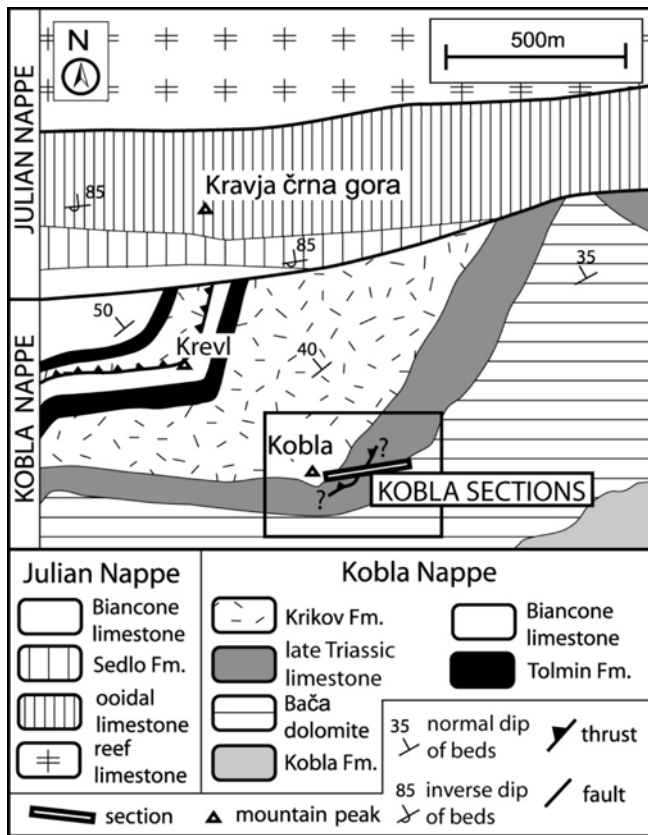 N
500m
JULIAN NAPPE
85
Kravja črna gora
85
35
KOBLA NAPPE
50
Krevl
40
Kobla
?
?
KOBLA SECTIONS
Julian Nappe
Biancone
limestone
Sedlo Fm.
ooidal
limestone
reef
limestone
Kobla Nappe
Krikov Fm.
late Triassic
limestone
Bača
dolomite
Kobla Fm.
Biancone
limestone
Tolmin Fm.
35 normal dip
of beds
thrust
85 inverse dip
of beds
fault
section
mountain peak